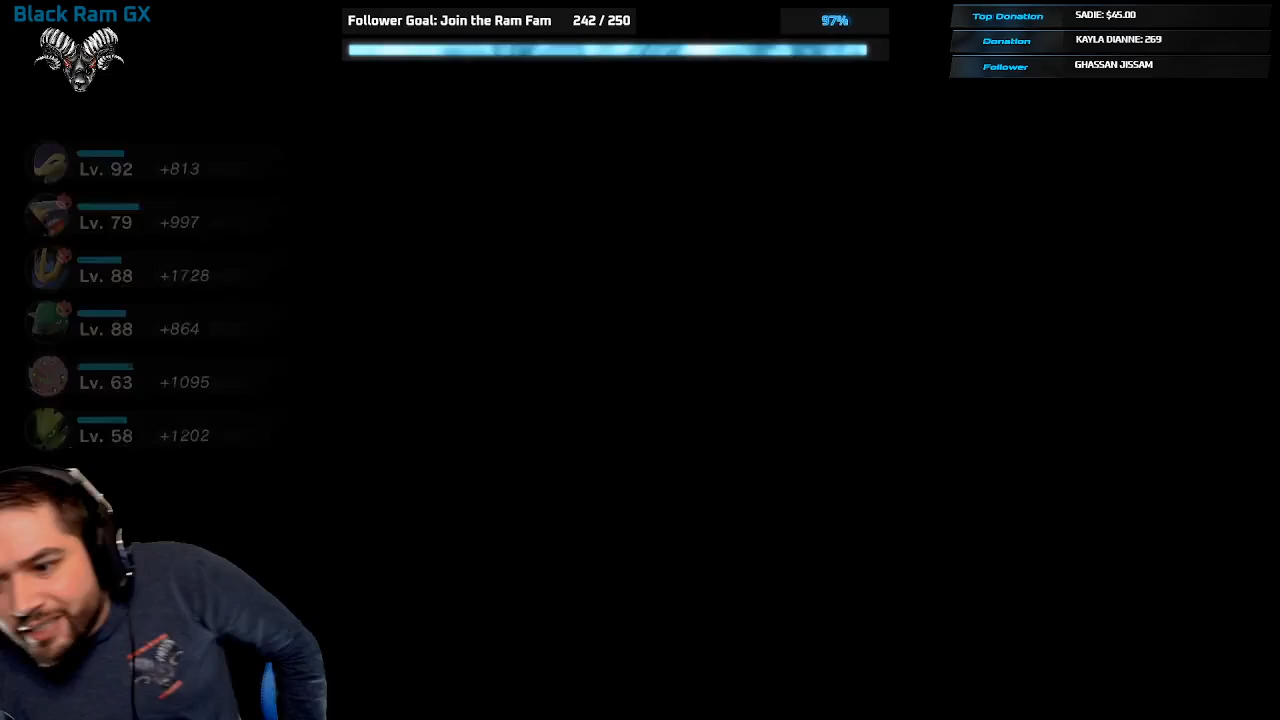 Black Ram GX
Follower Goal: Join the Ram Fam 242 / 250
97%
Top Donation SADIE: $45.00
Donation KAYLA DIANNE: 269
Follower GHASSAN JISSAM
Lv. 92 +813
Lv. 79 +997
Lv. 88 +1728
Lv. 88 +864
Lv. 63 +1095
Lv. 58 +1202